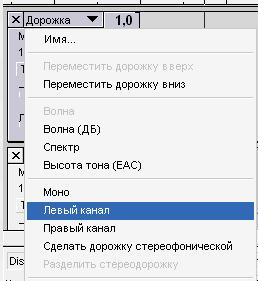 Дорожка 1,0
Имя...
Переместить дорожку в верх
Переместить дорожку вниз
Волна
Волна (ДБ)
Спектр
Высота тона (EAC)
Моно
Левый канал
Правый канал
Сделать дорожку стереофонической
Разделить стереодорожку
Dis